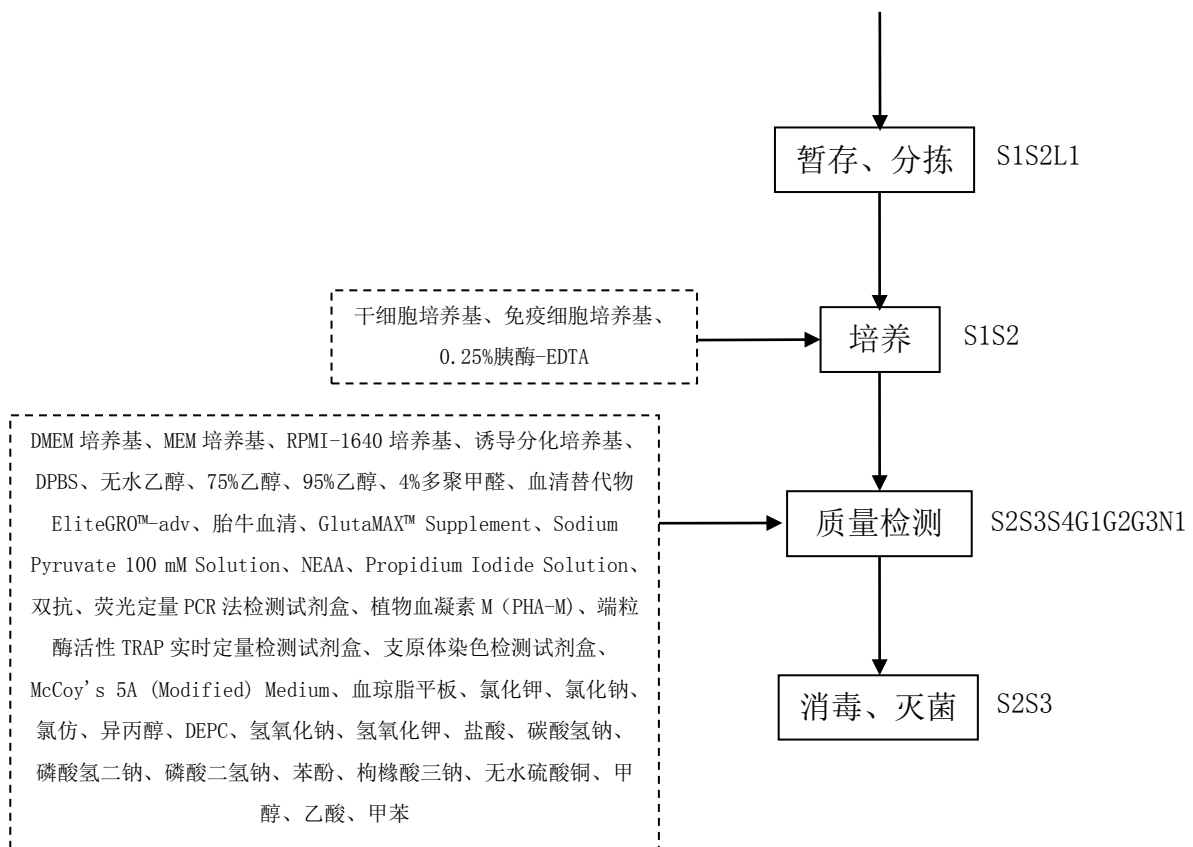 暂存、分拣 S1S2L1
干细胞培养基、免疫细胞培养基、
0.25%胰酶-EDTA
培养 S1S2
DMEM 培养基、MEM 培养基、RPMI-1640 培养基、诱导分化培养基、
DPBS、无水乙醇、75%乙醇、95%乙醇、4%多聚甲醛、血清替代物
EliteGRO™-adv、胎牛血清、GlutaMAX™ Supplement、Sodium
Pyruvate 100 mM Solution、NEAA、Propidium Iodide Solution、
双抗、荧光定量 PCR 法检测试剂盒、植物血凝素 M（PHA-M)、端粒
酶活性 TRAP 实时定量检测试剂盒、支原体染色检测试剂盒、
McCoy's 5A (Modified) Medium、血琼脂平板、氯化钾、氯化钠、
氯仿、异丙醇、DEPC、氢氧化钠、氢氧化钾、盐酸、碳酸氢钠、
磷酸氢二钠、磷酸二氢钠、苯酚、枸橼酸三钠、无水硫酸铜、甲
醇、乙酸、甲苯
质量检测 S2S3S4G1G2G3N1
消毒、灭菌 S2S3